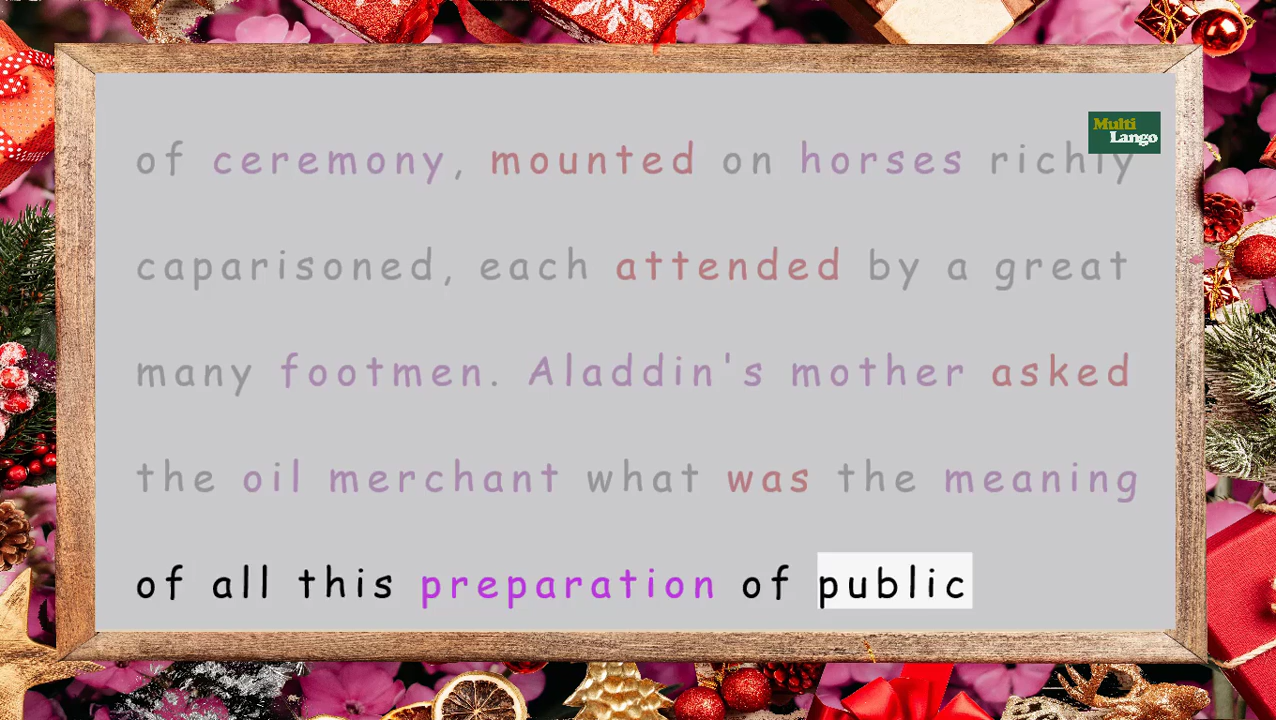 Multi
Lango
of ceremony, mounted on horses richly
caparisoned, each attended by a great
many footmen. Aladdin's mother asked
the oil merchant what was the meaning
of all this preparation of public